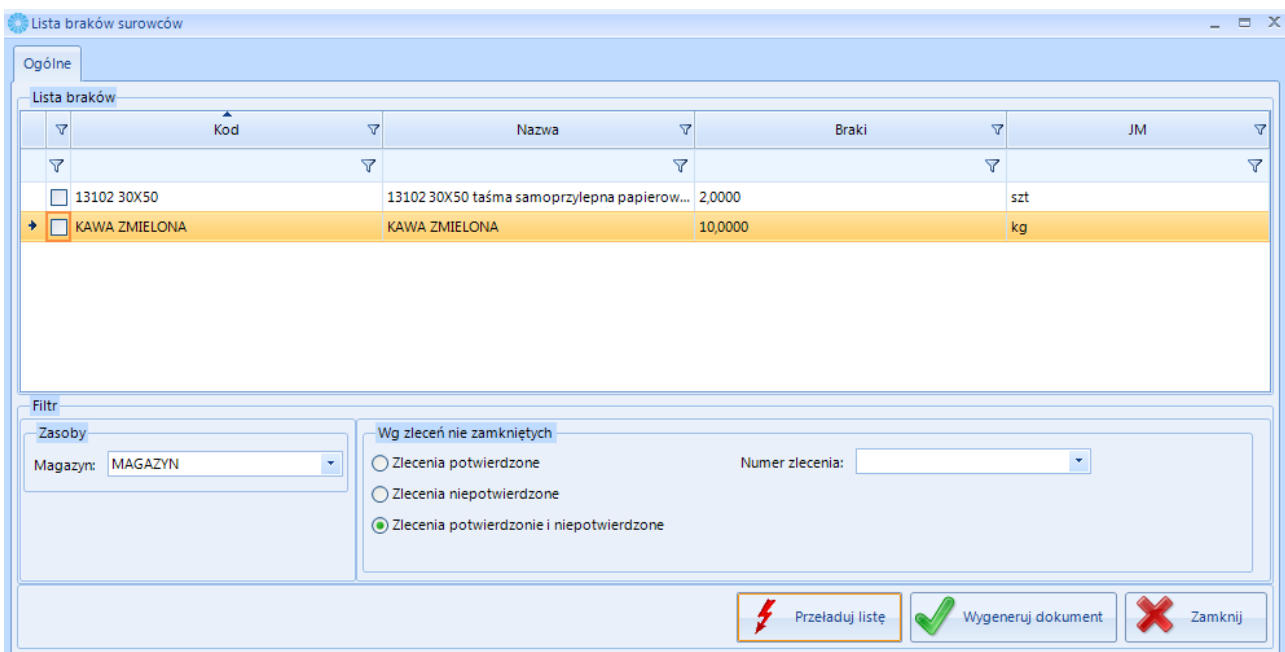 Lista braków surowców
Ogólne
Lista braków
Kod Nazwa Braki JM
13102 30X50 13102 30X50 taśma samoprzylepna papierow... 2,0000 szt
KAWA ZMIELONA KAWA ZMIELONA 10,0000 kg
Filtr
Zasoby Wg zleceń nie zamkniętych
Magazyn: MAGAZYN Zlecenia potwierdzone Numer zlecenia:
Zlecenia niepotwierdzone
Zlecenia potwierdzonie i niepotwierdzone
Przeładuj listę Wygeneruj dokument Zamknij